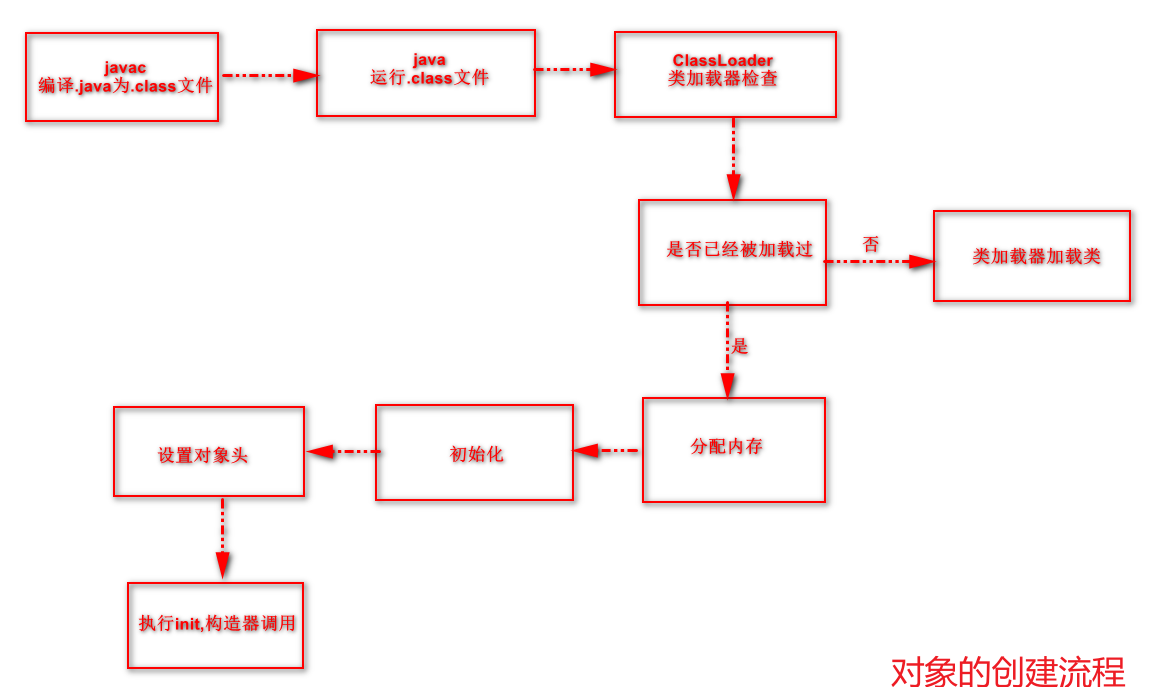 javac
编译.java为.class文件
java
运行.class文件
ClassLoader
类加载器检查
是否已经被加载过
否
类加载器加载类
是
分配内存
初始化
设置对象头
执行init,构造器调用
对象的创建流程